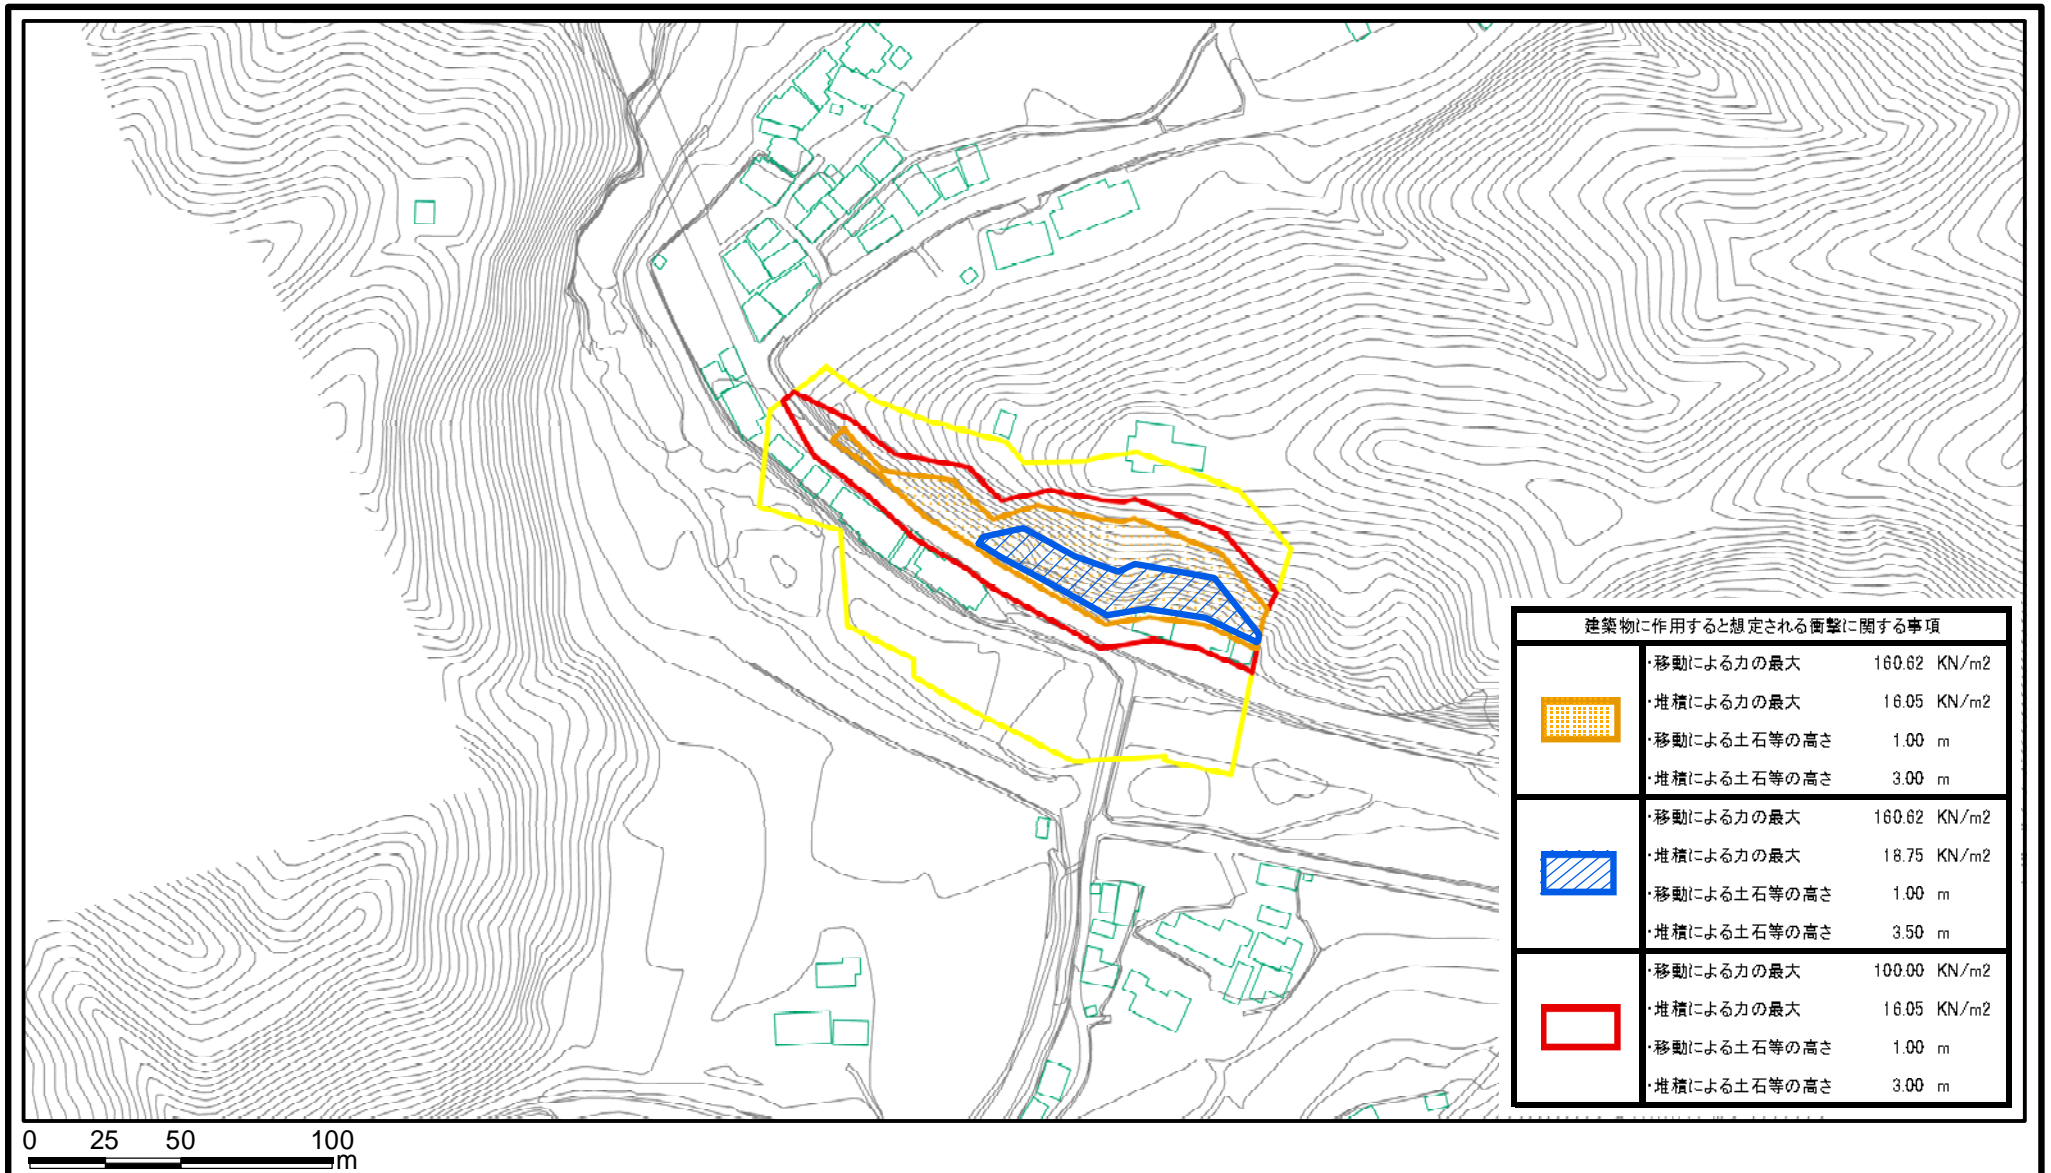 建築物に作用すると想定される衝撃に関する事項
・移動による力の最大 160.62 KN/m2
・堆積による力の最大 16.05 KN/m2
・移動による土石等の高さ 1.00 m
・堆積による土石等の高さ 3.00 m
・移動による力の最大 160.62 KN/m2
・堆積による力の最大 18.75 KN/m2
・移動による土石等の高さ 1.00 m
・堆積による土石等の高さ 3.50 m
・移動による力の最大 100.00 KN/m2
・堆積による力の最大 16.05 KN/m2
・移動による土石等の高さ 1.00 m
・堆積による土石等の高さ 3.00 m
0 25 50 100
m